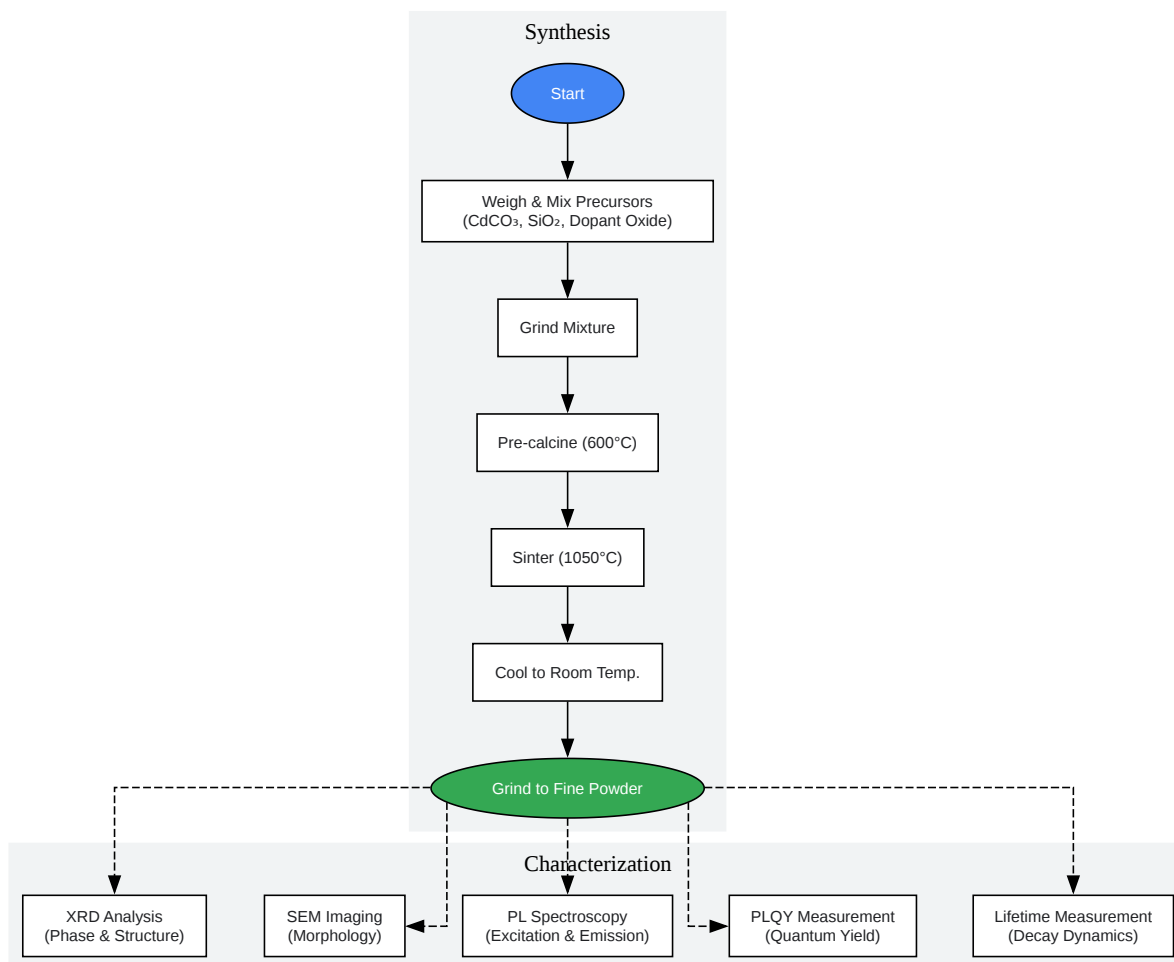 Synthesis
Start
Weigh & Mix Precursors
(CdCO₃, SiO₂, Dopant Oxide)
Grind Mixture
Pre-calcine (600°C)
Sinter (1050°C)
Cool to Room Temp.
Grind to Fine Powder
Characterization
XRD Analysis
(Phase & Structure)
SEM Imaging
(Morphology)
PL Spectroscopy
(Excitation & Emission)
PLQY Measurement
(Quantum Yield)
Lifetime Measurement
(Decay Dynamics)